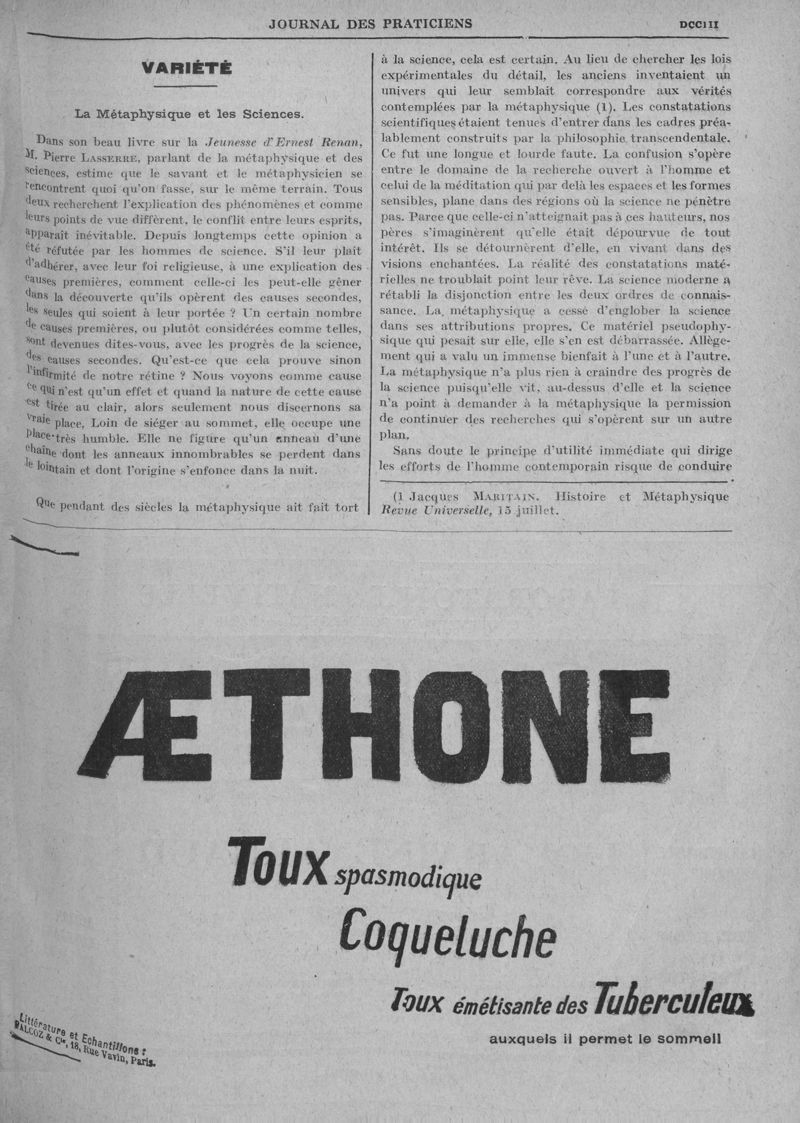 JOURNAL DES PRATICIENS
DCCIII
VARIÉTÉ
La Métaphysique et les Sciences.
Dans son beau livre sur la Jeunesse d'Ernest Renan,
M. Pierre LASSERRE, parlant de la métaphysique et des
sciences, estime que le savant et le métaphysicien se
rencontrent quoi qu'on fasse, sur le même terrain. Tous
deux recherchent l'explication des phénomènes et comme
leurs points de vue diffèrent, le conflit entre leurs esprits,
apparaît inévitable. Depuis longtemps cette opinion a
été réfutée par les hommes de science. S'il leur plaît
d'adhérer, avec leur foi religieuse, à une explication des
causes premières, comment celle-ci les peut-elle gêner
dans la découverte qu'ils opèrent des causes secondes,
les seules qui soient à leur portée ? Un certain nombre
de causes premières, ou plutôt considérées comme telles,
sont devenues dites-vous, avec les progrès de la science,
des causes secondes. Qu'est-ce que cela prouve sinon
l'infirmité de notre rétine ? Nous voyons comme cause
ce qui n'est qu'un effet et quand la nature de cette cause
est tirée au clair, alors seulement nous discernons sa
vraie place. Loin de siéger au sommet, elle occupe une
place très humble. Elle ne figure qu'un anneau d'une
chaîne dont les anneaux innombrables se perdent dans
le lointain et dont l'origine s'enfonce dans la nuit.
Que pendant des siècles la métaphysique ait fait tort
à la science, cela est certain. Au lieu de chercher les lois
expérimentales du détail, les anciens inventaient un
univers qui leur semblait correspondre aux vérités
contemplées par la métaphysique (1). Les constatations
scientifiques étaient tenues d'entrer dans les cadres préa-
lablement construits par la philosophie transcendentale.
Ce fut une longue et lourde faute. La confusion s'opère
entre le domaine de la recherche ouvert à l'homme et
celui de la méditation qui par delà les espaces et les formes
sensibles, plane dans des régions où la science ne pénètre
pas. Parce que celle-ci n'atteignait pas à ces hauteurs, nos
pères s'imaginèrent qu'elle était dépourvue de tout
intérêt. Ils se détournèrent d'elle, en vivant dans des
visions enchantées. La réalité des constatations maté-
rielles ne troublait point leur rêve. La science moderne a
rétabli la disjonction entre les deux ordres de connais-
sance. La métaphysique a cessé d'englober la science
dans ses attributions propres. Ce matériel pseudophy-
sique qui pesait sur elle, elle s'en est débarrassée. Allège-
ment qui a valu un immense bienfait à l'une et à l'autre.
La métaphysique n'a plus rien à craindre des progrès de
la science puisqu'elle vit, au-dessus d'elle et la science
n'a point à demander à la métaphysique la permission
de continuer des recherches qui s'opèrent sur un autre
plan.
Sans doute le principe d'utilité immédiate qui dirige
les efforts de l'homme contemporain risque de conduire
(1 Jacques MARITAIN. Histoire et Métaphysique
Revue Universelle, 15 juillet.
ÆTHONE
Toux spasmodique
Coqueluche
Toux émétisante des Tuberculeux
auxquels il permet le sommeil
Littérature et Echantillons :
FALCOZ & Cie, 18, Rue Vavin, Paris.